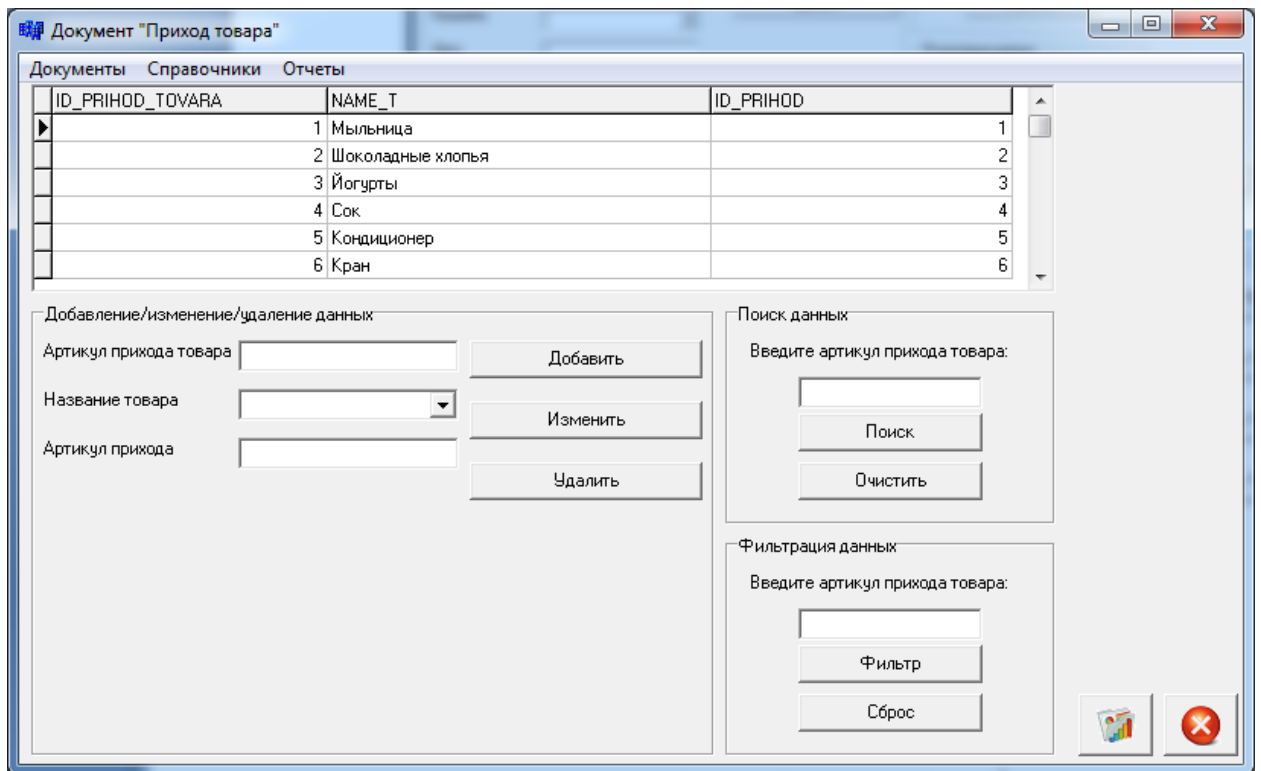 Документ "Приход товара"
Документы Справочники Отчеты
ID_PRIHOD_TOVARA NAME_T ID_PRIHOD
1 Мыльница 1
2 Шоколадные хлопья 2
3 Йогурты 3
4 Сок 4
5 Кондиционер 5
6 Кран 6
Добавление/изменение/удаление данных
Артикул прихода товара
Добавить
Название товара
Изменить
Артикул прихода
Удалить
Поиск данных
Введите артикул прихода товара:
Поиск
Очистить
Фильтрация данных
Введите артикул прихода товара:
Фильтр
Сброс